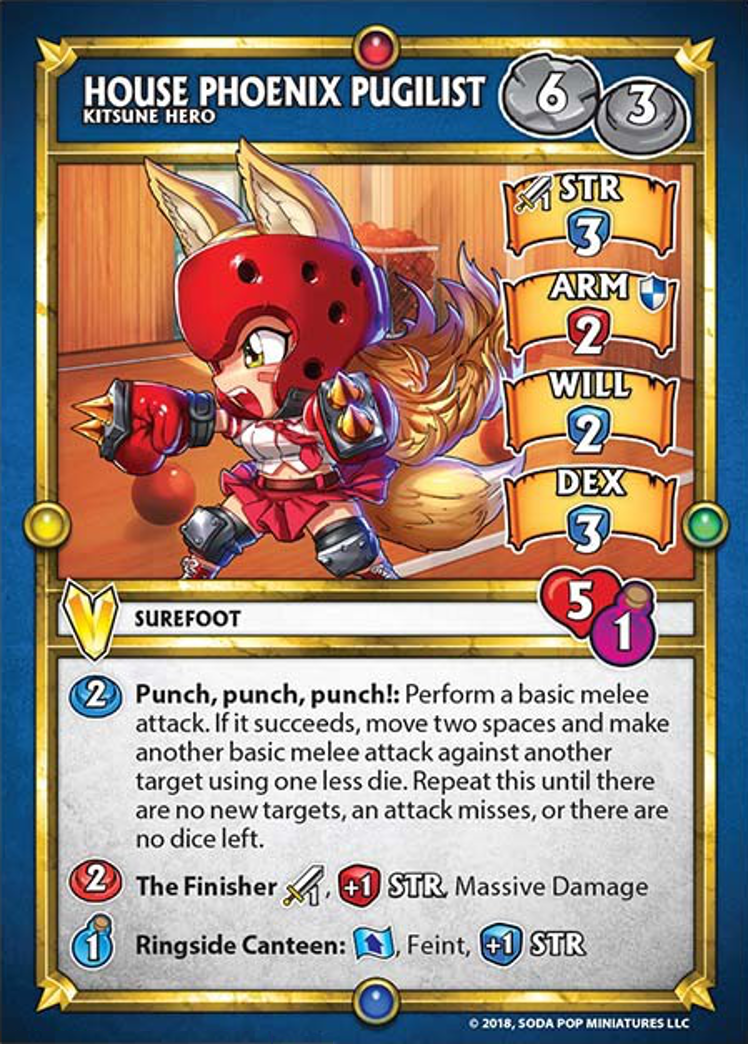 HOUSE PHOENIX PUGILIST
KITSUNE HERO
6
3
1 STR
3
ARM
2
WILL
2
DEX
3
SUREFOOT
5
1
2 Punch, punch, punch!: Perform a basic melee
attack. If it succeeds, move two spaces and make
another basic melee attack against another
target using one less die. Repeat this until there
are no new targets, an attack misses, or there are
no dice left.
2 The Finisher 1, +1 STR, Massive Damage
1 Ringside Canteen: , Feint, +1 STR
© 2018, SODA POP MINIATURES LLC